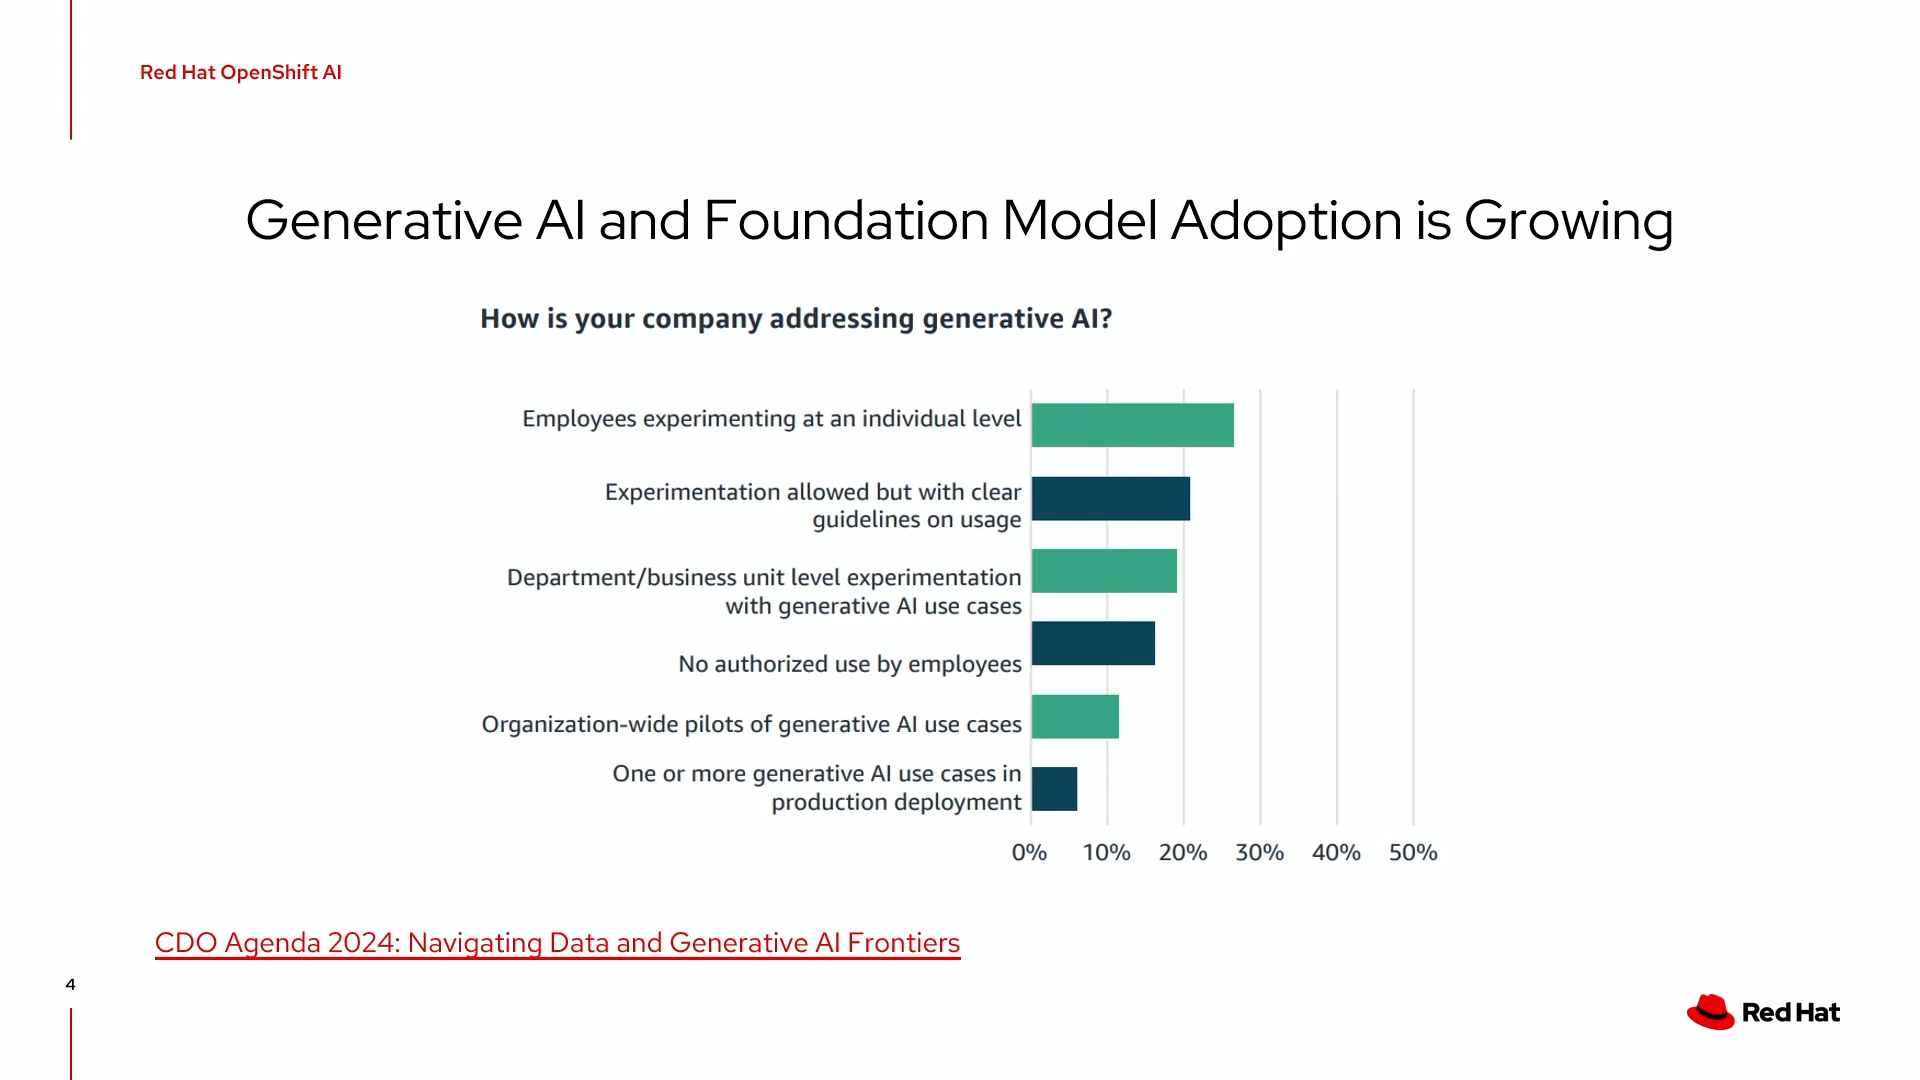 Red Hat OpenShift AI
Generative AI and Foundation Model Adoption is Growing
How is your company addressing generative AI?
Employees experimenting at an individual level
Experimentation allowed but with clear
guidelines on usage
Department/business unit level experimentation
with generative AI use cases
No authorized use by employees
Organization-wide pilots of generative AI use cases
One or more generative AI use cases in
production deployment
0% 10% 20% 30% 40% 50%
CDO Agenda 2024: Navigating Data and Generative AI Frontiers
4
Red Hat